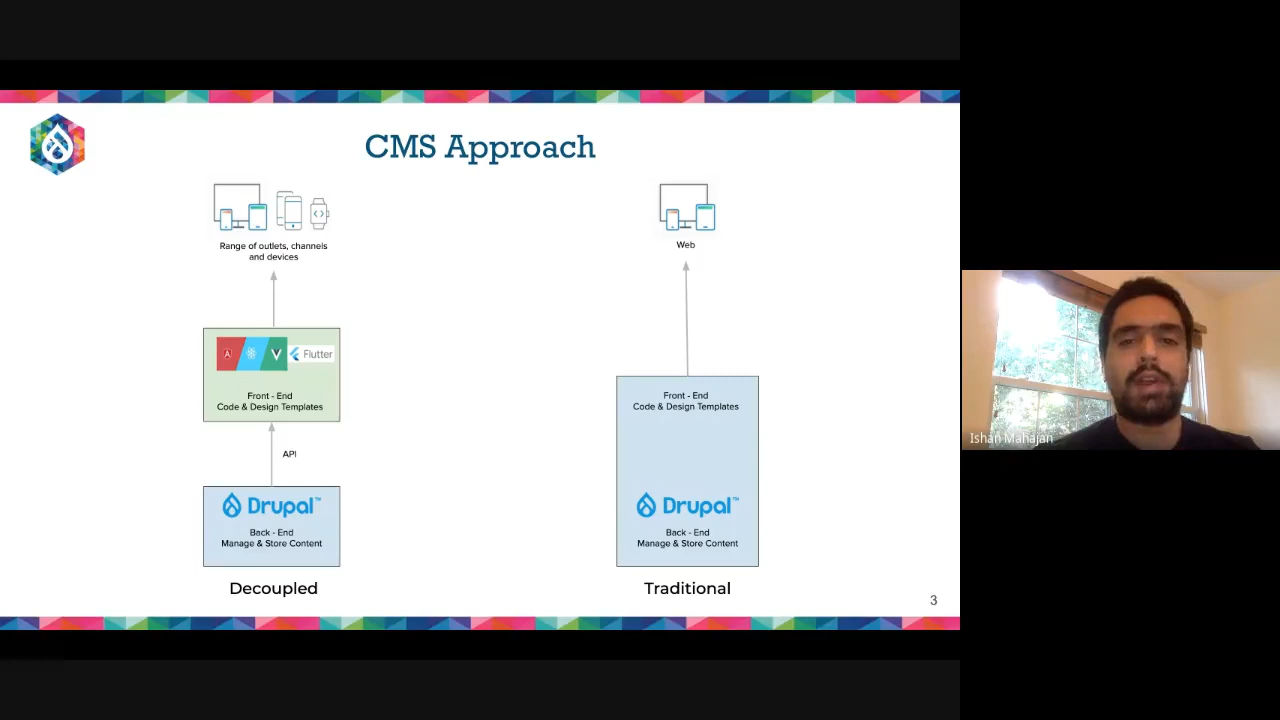 CMS Approach
Range of outlets, channels
and devices
Flutter
Front - End
Code & Design Templates
API
Drupal™
Back - End
Manage & Store Content
Decoupled
Web
Front - End
Code & Design Templates
Drupal™
Back - End
Manage & Store Content
Traditional
3
Ishan Mahajan